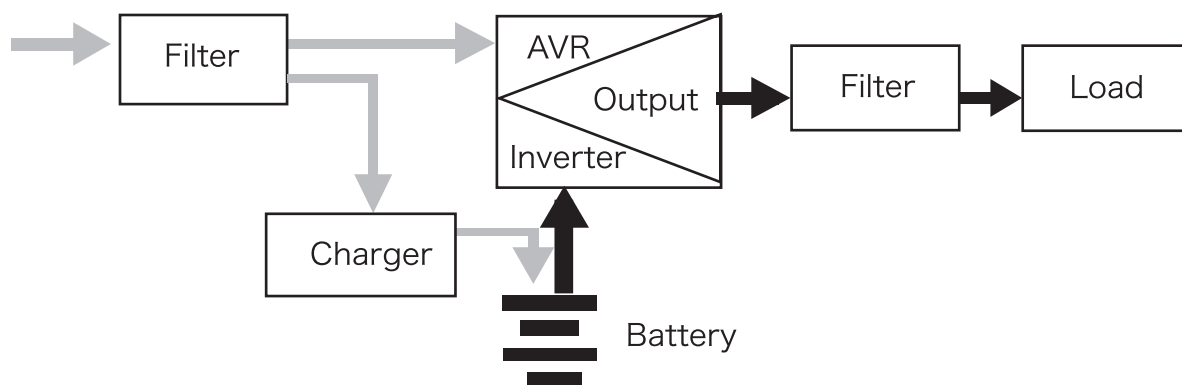 Filter
AVR
Output
Inverter
Filter
Load
Charger
Battery